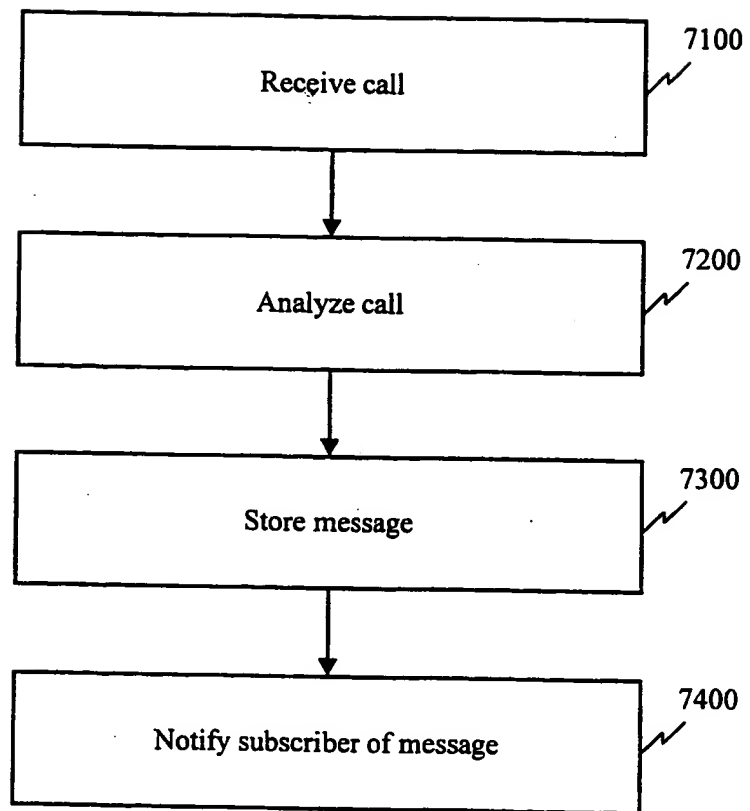 7100
Receive call
7200
Analyze call
7300
Store message
7400
Notify subscriber of message